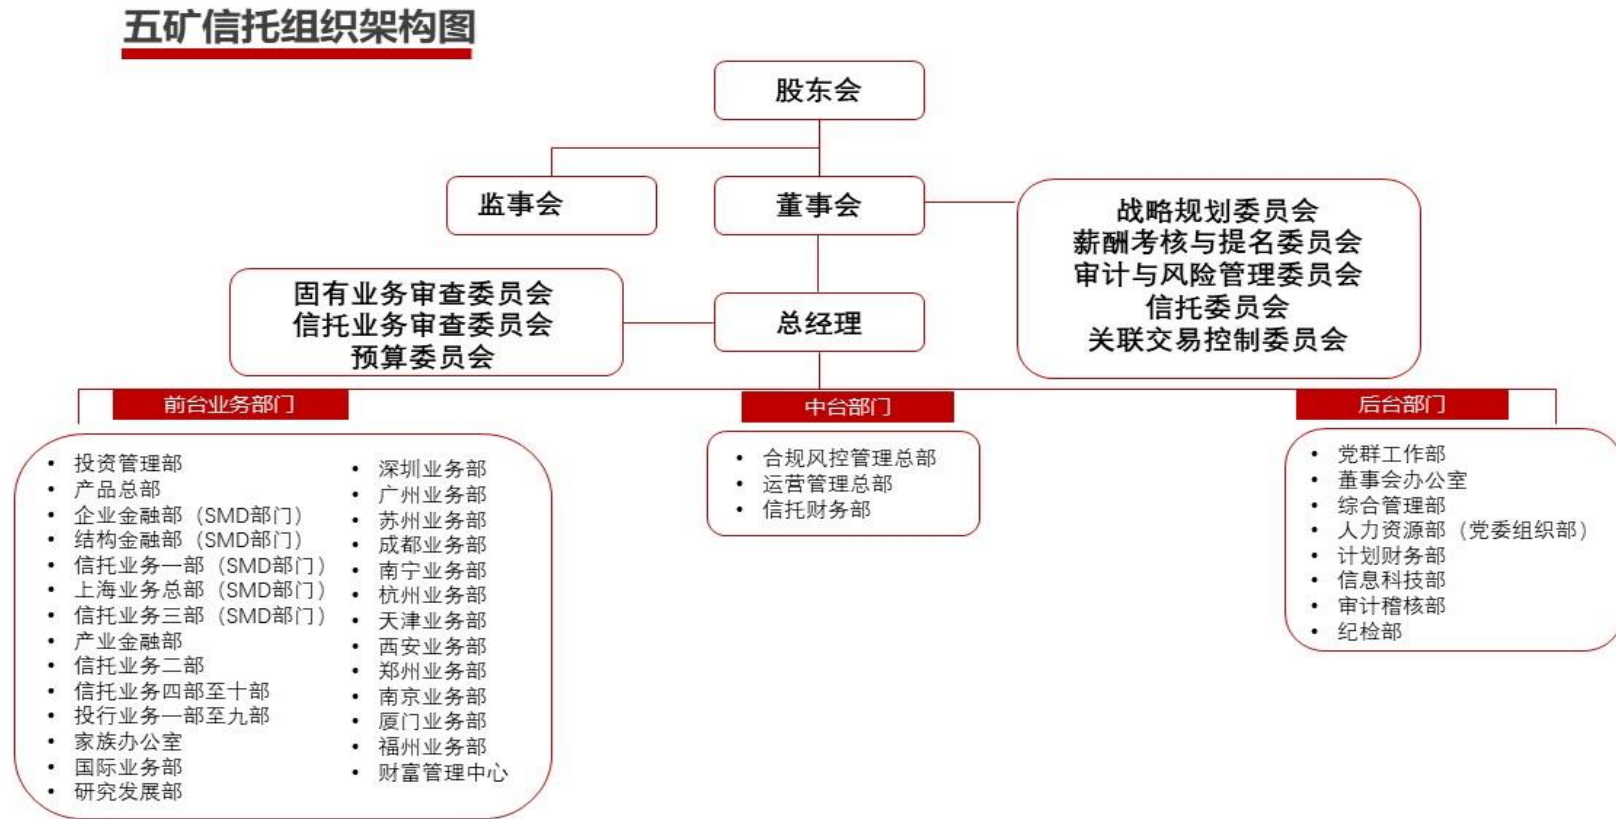 五矿信托组织架构图
股东会
监事会
董事会
战略规划委员会
薪酬考核与提名委员会
审计与风险管理委员会
信托委员会
关联交易控制委员会
固有业务审查委员会
信托业务审查委员会
预算委员会
总经理
前台业务部门
投资管理部
产品总部
企业金融部（SMD部门）
结构金融部（SMD部门）
信托业务一部（SMD部门）
上海业务总部（SMD部门）
信托业务三部（SMD部门）
产业金融部
信托业务二部
信托业务四部至十部
投行业务一部至九部
家族办公室
国际业务部
研究发展部
深圳业务部
广州业务部
苏州业务部
成都业务部
南宁业务部
杭州业务部
天津业务部
西安业务部
郑州业务部
南京业务部
厦门业务部
福州业务部
财富管理中心
中台部门
合规风控管理总部
运营管理总部
信托财务部
后台部门
党群工作部
董事会办公室
综合管理部
人力资源部（党委组织部）
计划财务部
信息科技部
审计稽核部
纪检部